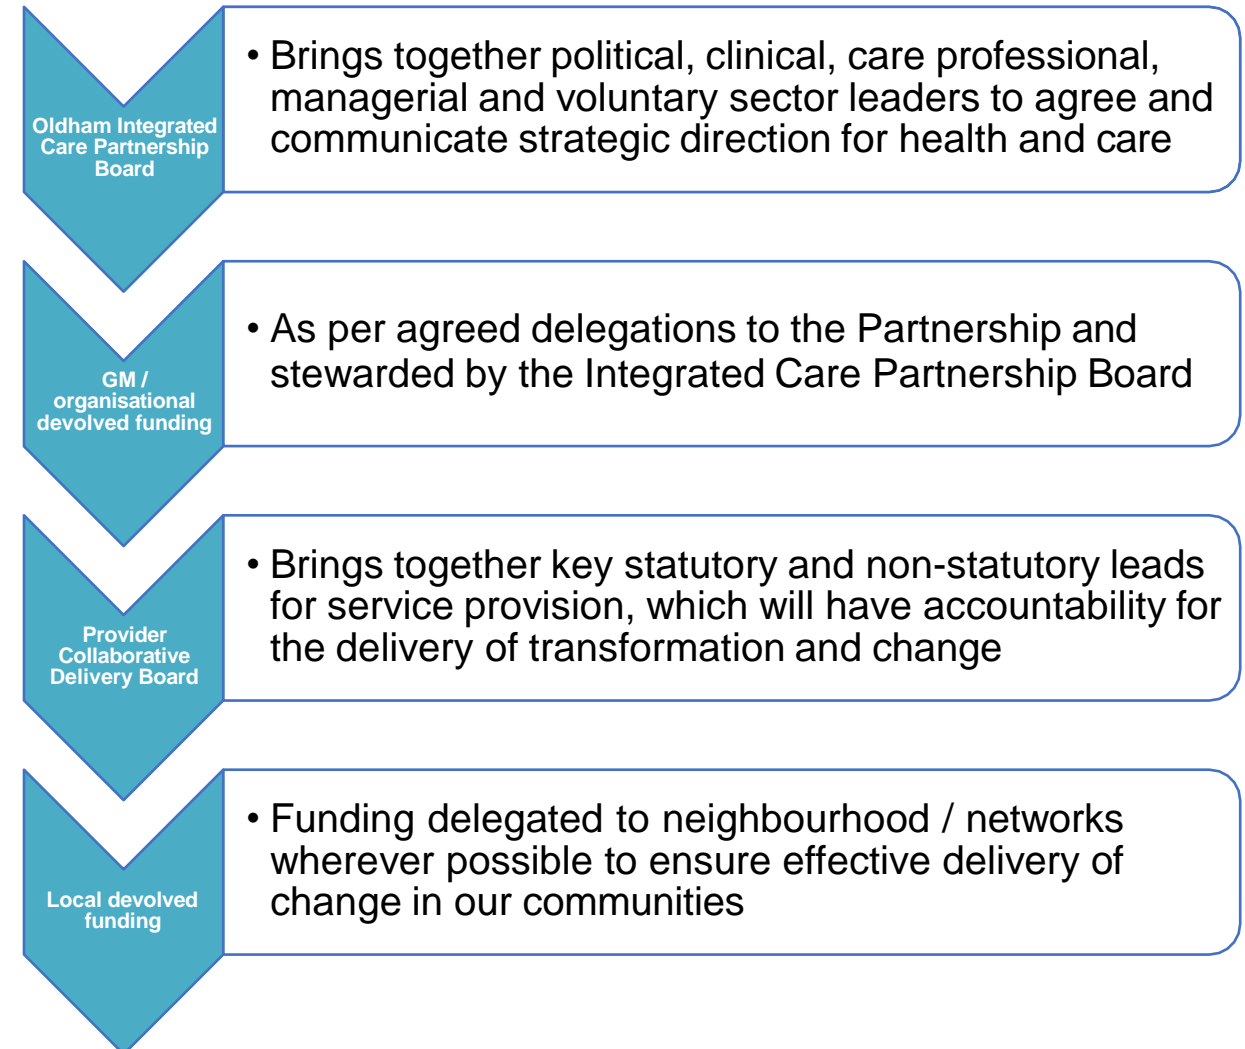 Oldham Integrated
Care Partnership
Board
• Brings together political, clinical, care professional,
managerial and voluntary sector leaders to agree and
communicate strategic direction for health and care
GM /
organisational
devolved funding
• As per agreed delegations to the Partnership and
stewarded by the Integrated Care Partnership Board
Provider
Collaborative
Delivery Board
• Brings together key statutory and non-statutory leads
for service provision, which will have accountability for
the delivery of transformation and change
Local devolved
funding
• Funding delegated to neighbourhood / networks
wherever possible to ensure effective delivery of
change in our communities